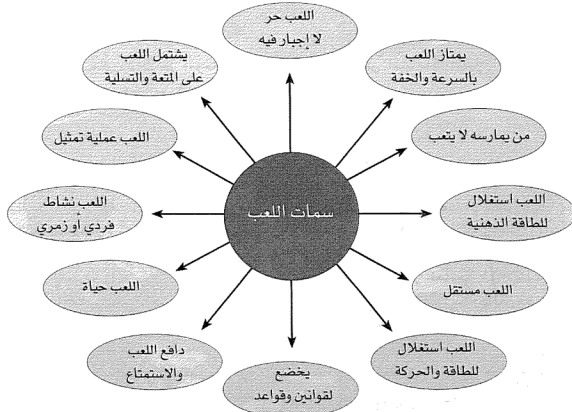 سمات اللعب
اللعب حر
لا إجبار فيه
يمتاز اللعب
بالسرعة والخفة
من يمارسه لا يتعب
اللعب استغلال
للطاقة الذهنية
اللعب مستقل
اللعب استغلال
للطاقة والحركة
يخضع
لقوانين وقواعد
دافع اللعب
والاستمتاع
اللعب حياة
اللعب نشاط
فردي أو زمري
اللعب عملية تمثيل
يشتمل اللعب
على المتعة والتسلية